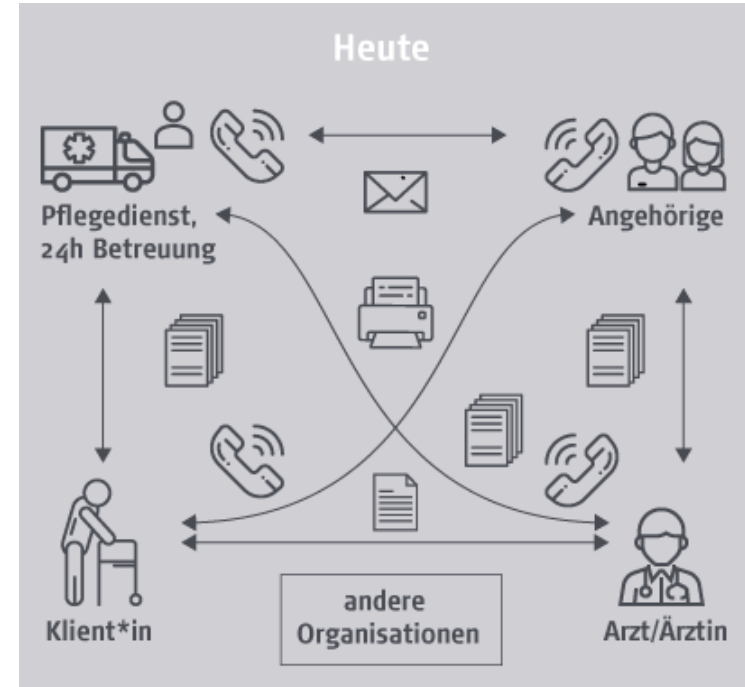 Heute
Pflegedienst,
24h Betreuung
Angehörige
Klient*in
andere
Organisationen
Arzt/Ärztin